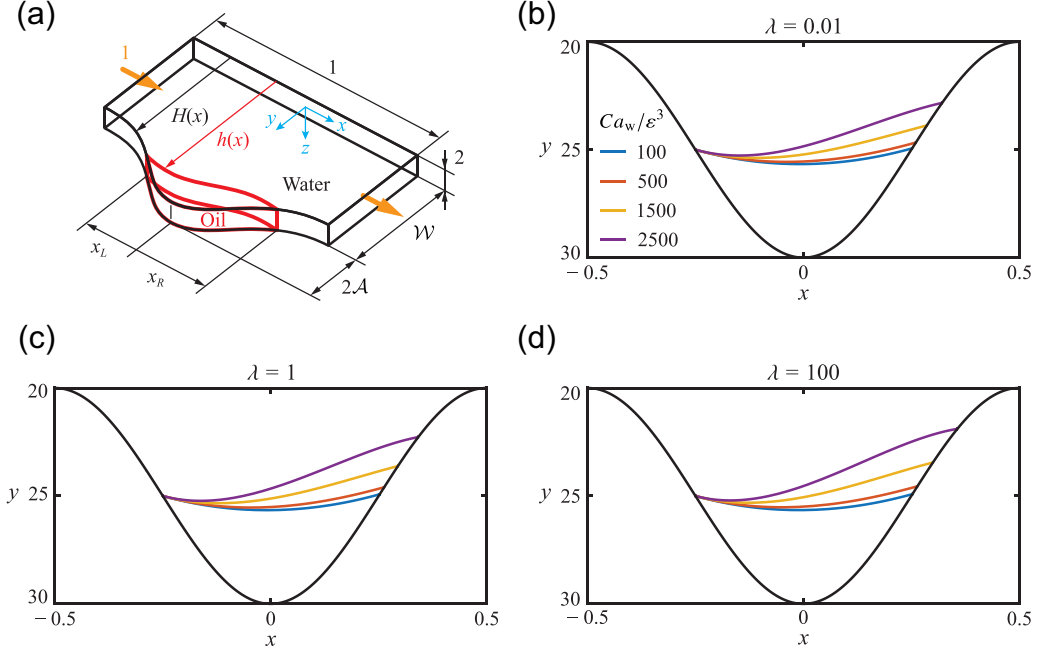 (a)
1
1
H(x)
h(x)
y
x
z
2
Water
Oil
𝒲
x_L
x_R
2𝒜
(b)
λ = 0.01
20
Ca_w/ε³
100
500
1500
2500
y
25
30
−0.5
0
0.5
x
(c)
λ = 1
20
y
25
30
−0.5
0
0.5
x
(d)
λ = 100
20
y
25
30
−0.5
0
0.5
x